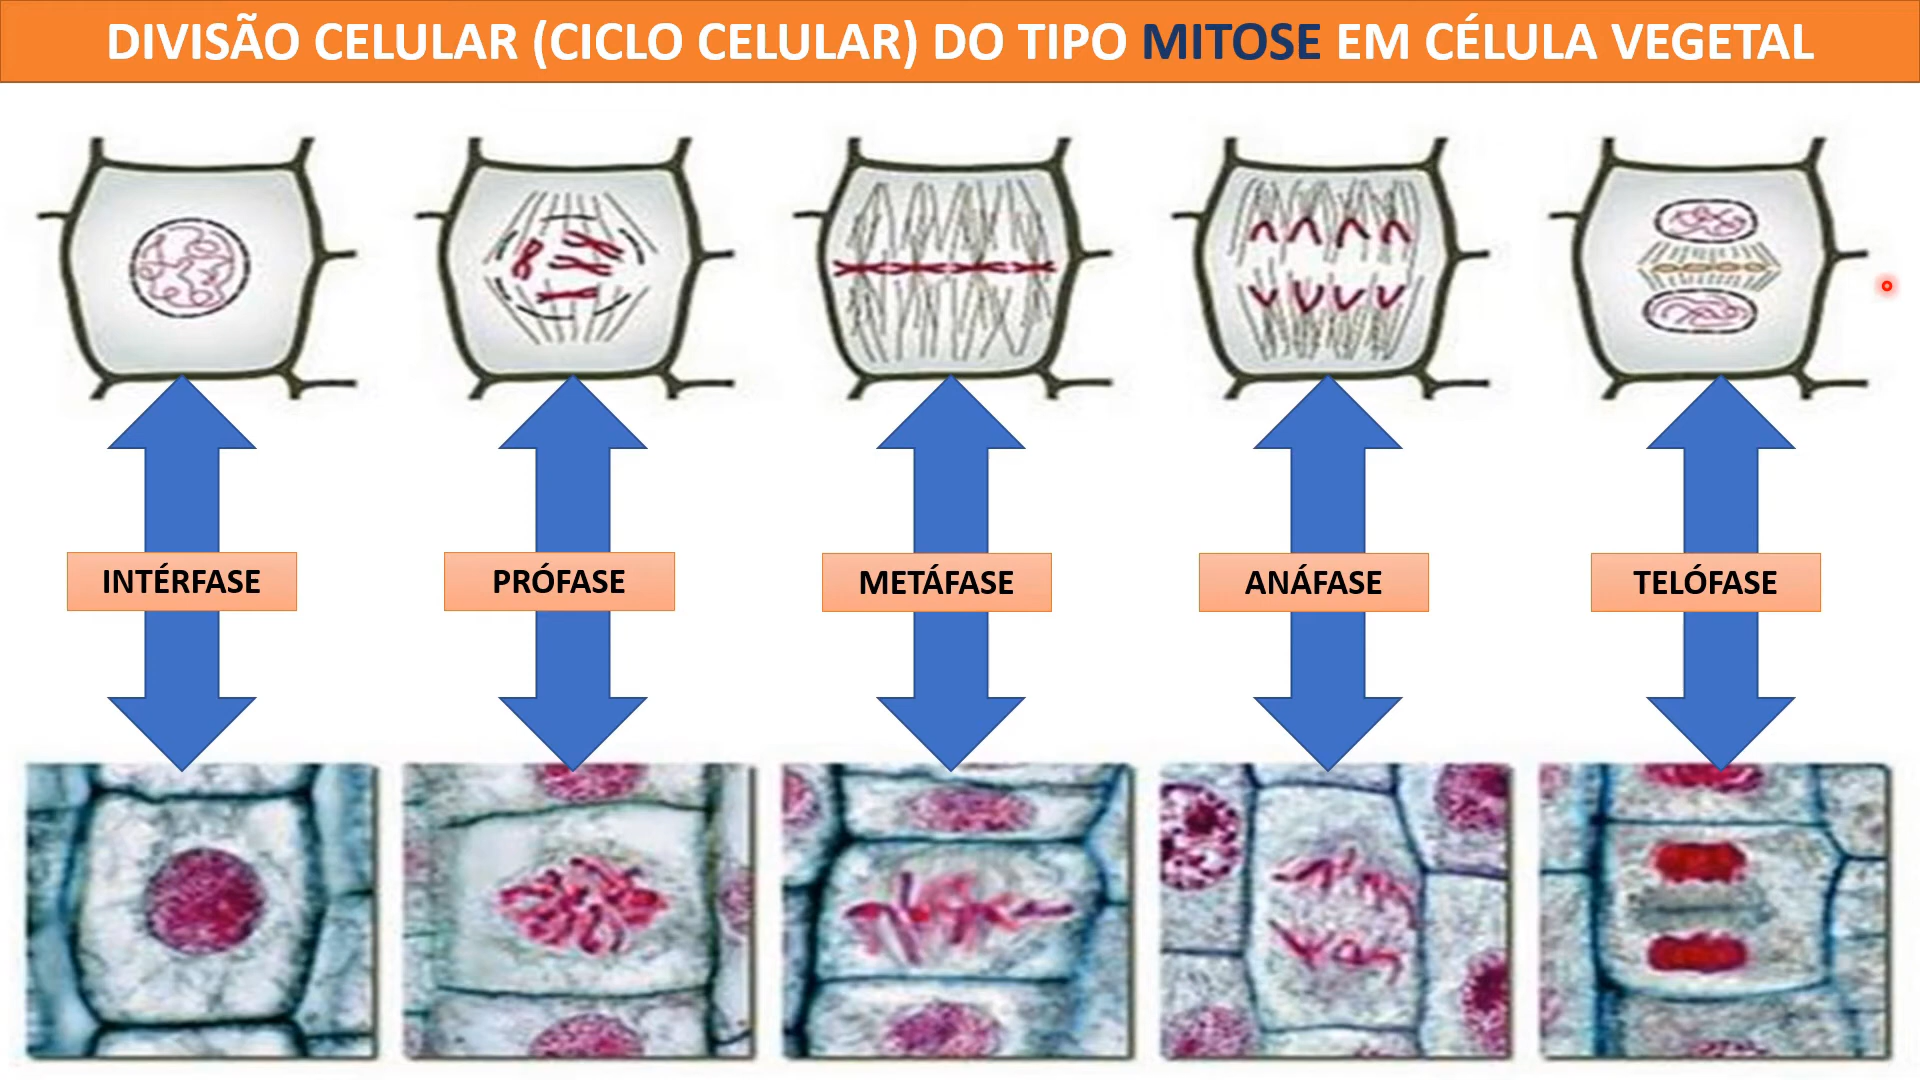 DIVISÃO CELULAR (CICLO CELULAR) DO TIPO MITOSE EM CÉLULA VEGETAL
INTÉRFASE
PRÓFASE
METÁFASE
ANÁFASE
TELÓFASE